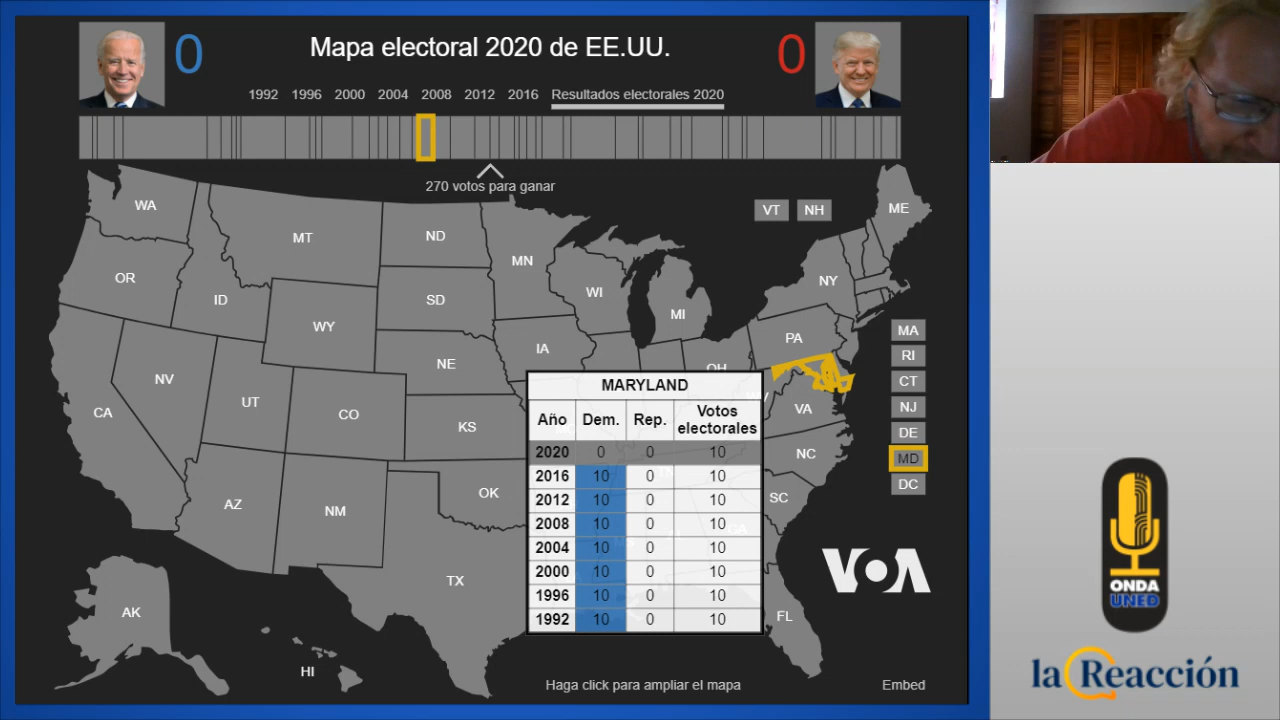 0
Mapa electoral 2020 de EE.UU.
0
1992 1996 2000 2004 2008 2012 2016 Resultados electorales 2020
270 votos para ganar
WA
MT
ND
MN
VT
NH
ME
OR
ID
SD
WI
MI
NY
WY
IA
PA
MA
NV
NE
OH
RI
UT
CO
CA
KS
WV
VA
CT
NJ
DE
MD
DC
AZ
NM
OK
NC
SC
GA
TX
AK
HI
FL
MARYLAND
Año Dem. Rep. Votos electorales
2020 0 0 10
2016 10 0 10
2012 10 0 10
2008 10 0 10
2004 10 0 10
2000 10 0 10
1996 10 0 10
1992 10 0 10
VOA
Haga click para ampliar el mapa
Embed
ONDA
UNED
la Reacción